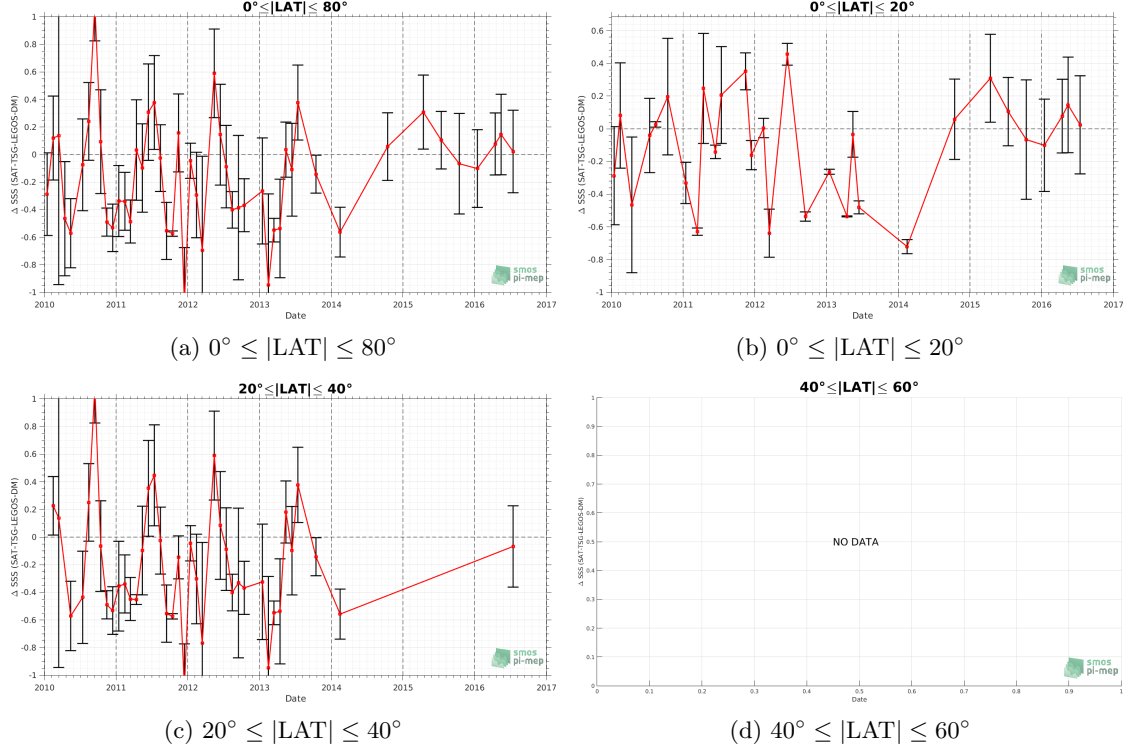 0°≤|LAT|≤ 80°
Δ SSS (SAT-TSG-LEGOS-DM)
1
0.8
0.6
0.4
0.2
0
-0.2
-0.4
-0.6
-0.8
-1
2010 2011 2012 2013 2014 2015 2016 2017
Date
smos
pi-mep
(a) 0° ≤ |LAT| ≤ 80°
0°≤|LAT|≤ 20°
Δ SSS (SAT-TSG-LEGOS-DM)
0.6
0.4
0.2
0
-0.2
-0.4
-0.6
-0.8
-1
2010 2011 2012 2013 2014 2015 2016 2017
Date
smos
pi-mep
(b) 0° ≤ |LAT| ≤ 20°
20°≤|LAT|≤ 40°
Δ SSS (SAT-TSG-LEGOS-DM)
1
0.8
0.6
0.4
0.2
0
-0.2
-0.4
-0.6
-0.8
-1
2010 2011 2012 2013 2014 2015 2016 2017
Date
smos
pi-mep
(c) 20° ≤ |LAT| ≤ 40°
40°≤|LAT|≤ 60°
Δ SSS (SAT-TSG-LEGOS-DM)
1
0.9
0.8
0.7
0.6
0.5
0.4
0.3
0.2
0.1
0
NO DATA
0 0.1 0.2 0.3 0.4 0.5 0.6 0.7 0.8 0.9 1
Date
smos
pi-mep
(d) 40° ≤ |LAT| ≤ 60°